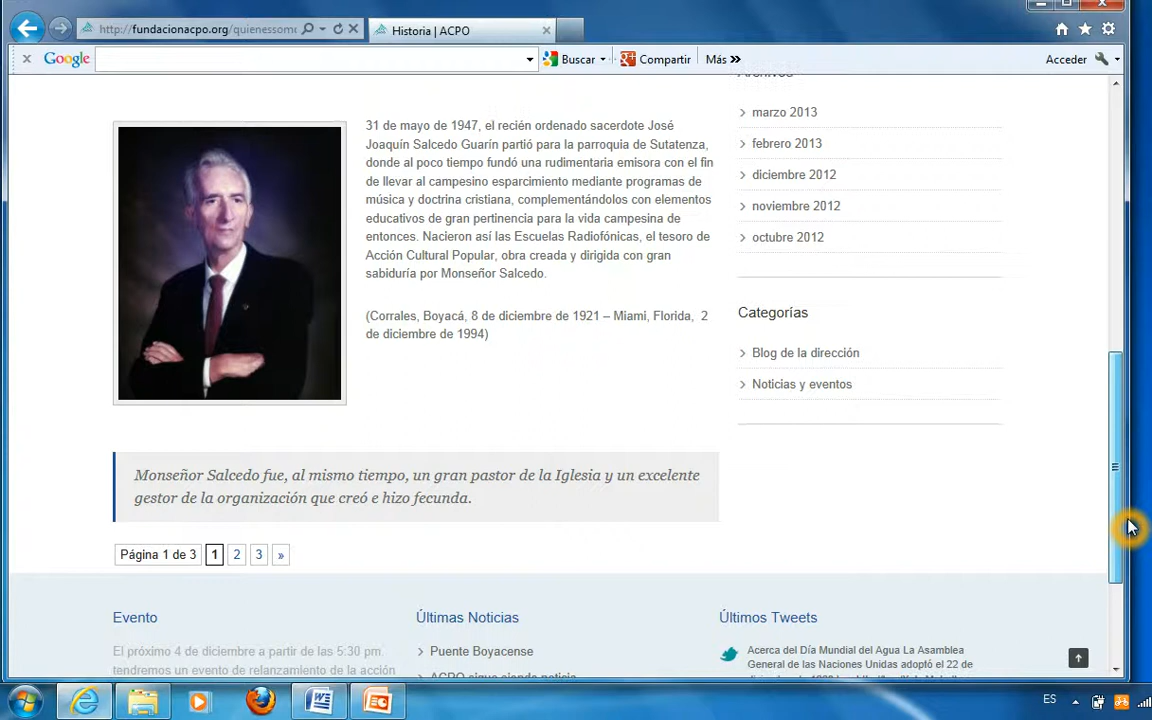 http://fundacionacpo.org/quienessom
Historia | ACPO
Google
Buscar
Compartir
Más »
Acceder
Archivos
31 de mayo de 1947, el recién ordenado sacerdote José
Joaquín Salcedo Guarín partió para la parroquia de Sutatenza,
donde al poco tiempo fundó una rudimentaria emisora con el fin
de llevar al campesino esparcimiento mediante programas de
música y doctrina cristiana, complementándolos con elementos
educativos de gran pertinencia para la vida campesina de
entonces. Nacieron así las Escuelas Radiofónicas, el tesoro de
Acción Cultural Popular, obra creada y dirigida con gran
sabiduría por Monseñor Salcedo.
(Corrales, Boyacá, 8 de diciembre de 1921 – Miami, Florida, 2
de diciembre de 1994)
marzo 2013
febrero 2013
diciembre 2012
noviembre 2012
octubre 2012
Categorías
Blog de la dirección
Noticias y eventos
Monseñor Salcedo fue, al mismo tiempo, un gran pastor de la Iglesia y un excelente
gestor de la organización que creó e hizo fecunda.
Página 1 de 3 1 2 3 »
Evento
El próximo 4 de diciembre a partir de las 5:30 pm
tendremos un evento de relanzamiento de la acción
Últimas Noticias
Puente Boyacense
ACPO sigue siendo noticia
Últimos Tweets
Acerca del Día Mundial del Agua La Asamblea
General de las Naciones Unidas adoptó el 22 de
ES